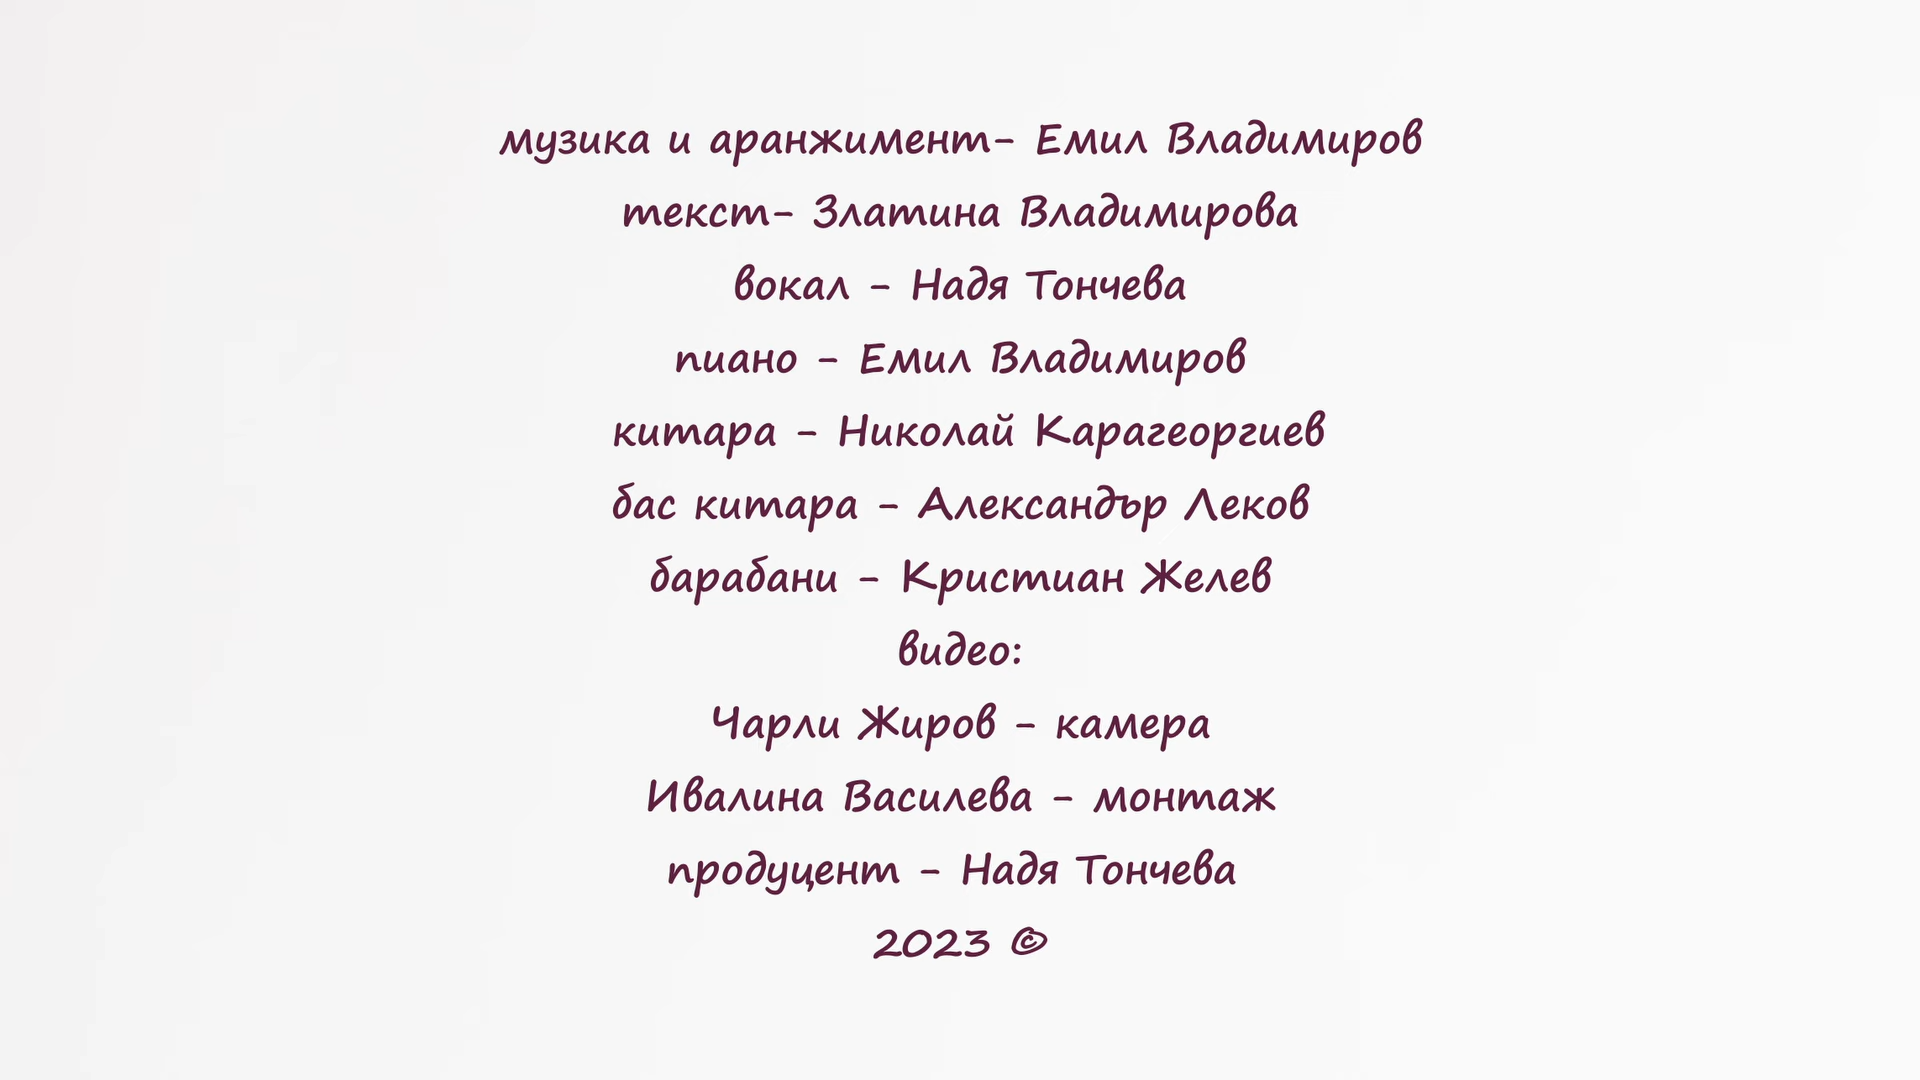 музика и аранжимент- Емил Владимиров
текст- Златина Владимирова
вокал - Надя Тончева
пиано - Емил Владимиров
китара - Николай Карагеоргиев
бас китара - Александър Леков
барабани - Кристиан Желев
видео:
Чарли Жиров - камера
Ивалина Василева - монтаж
продуцент - Надя Тончева
2023 ©